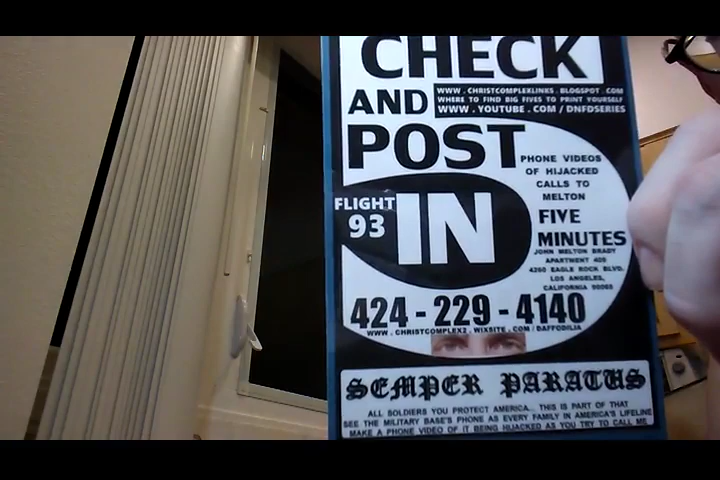 CHECK
AND
WWW . CHRISTCOMPLEXLINKS . BLOGSPOT . COM
WHERE TO FIND BIG FIVES TO PRINT YOURSELF
WWW . YOUTUBE . COM / DNFDSERIES
POST
PHONE VIDEOS
OF HIJACKED
CALLS TO
MELTON
FLIGHT
93
IN
FIVE
MINUTES
JOHN MELTON BRADY
APARTMENT 405
4260 EAGLE ROCK BLVD.
LOS ANGELES,
CALIFORNIA 90065
424 - 229 - 4140
WWW . CHRISTCOMPLEX2 . WIXSITE . COM / DAFFODILIA
SEMPER PARATUS
ALL SOLDIERS YOU PROTECT AMERICA... THIS IS PART OF THAT
SEE THE MILITARY BASE'S PHONE AS EVERY FAMILY IN AMERICA'S LIFELINE
MAKE A PHONE VIDEO OF IT BEING HIJACKED AS YOU TRY TO CALL ME